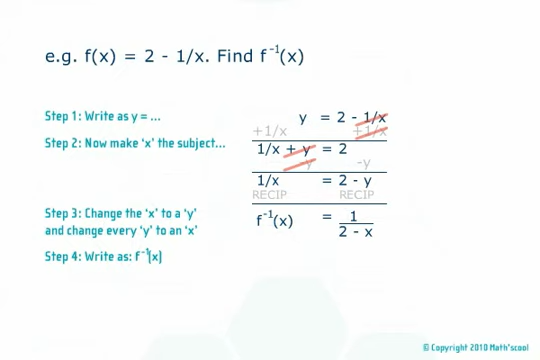 e.g. f(x) = 2 - 1/x. Find f⁻¹(x)
Step 1: Write as y = ...
y = 2 - 1/x
+1/x +1/x
Step 2: Now make ‘x’ the subject...
1/x + y = 2
-y -y
1/x = 2 - y
RECIP RECIP
Step 3: Change the ‘x’ to a ‘y’
and change every ‘y’ to an ‘x’
f⁻¹(x) = 1
2 - x
Step 4: Write as: f⁻¹(x)
© Copyright 2010 Math'scool